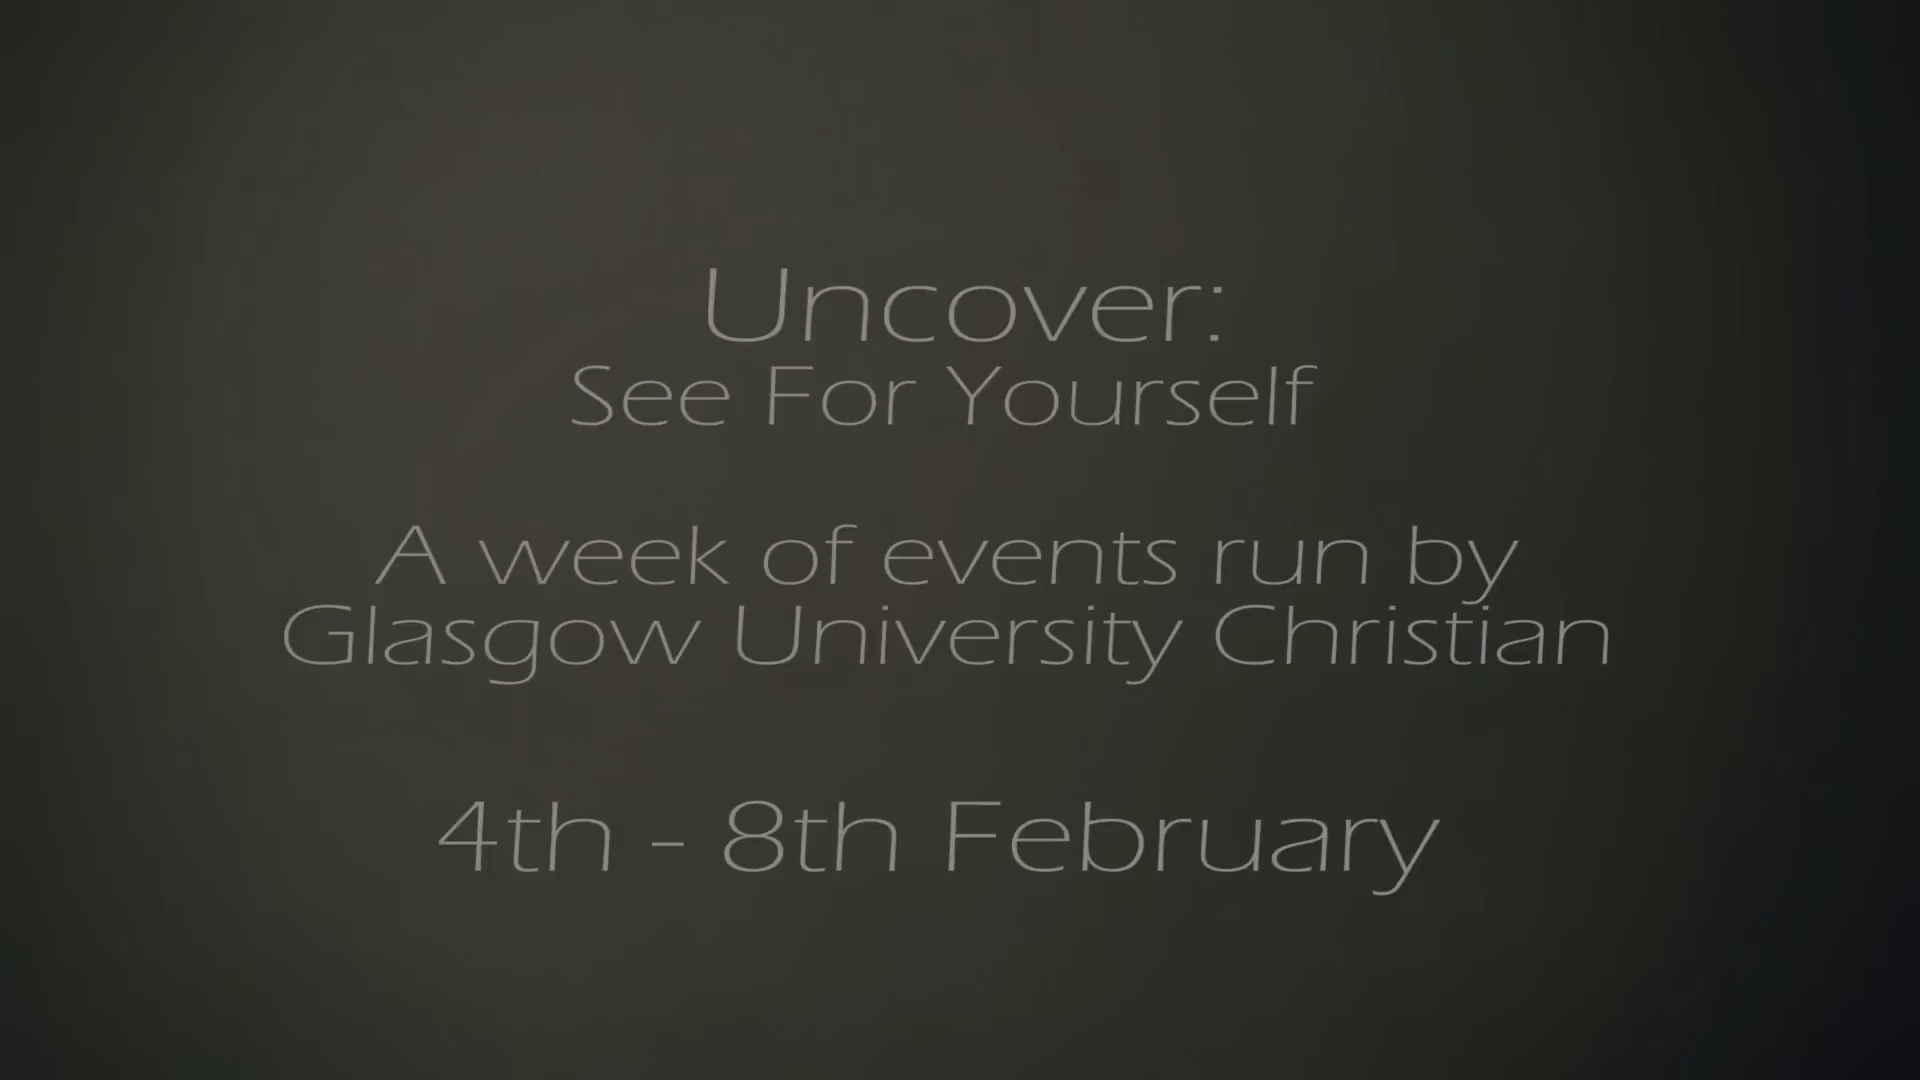 Uncover:
See For Yourself
A week of events run by
Glasgow University Christian
4th - 8th February